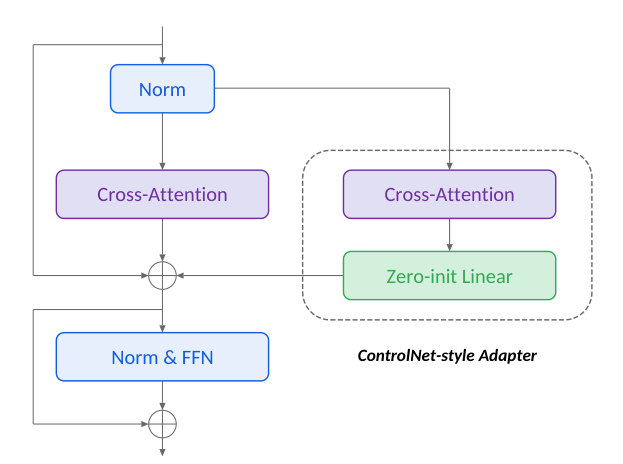 Norm
Cross-Attention
Cross-Attention
Zero-init Linear
Norm & FFN
ControlNet-style Adapter